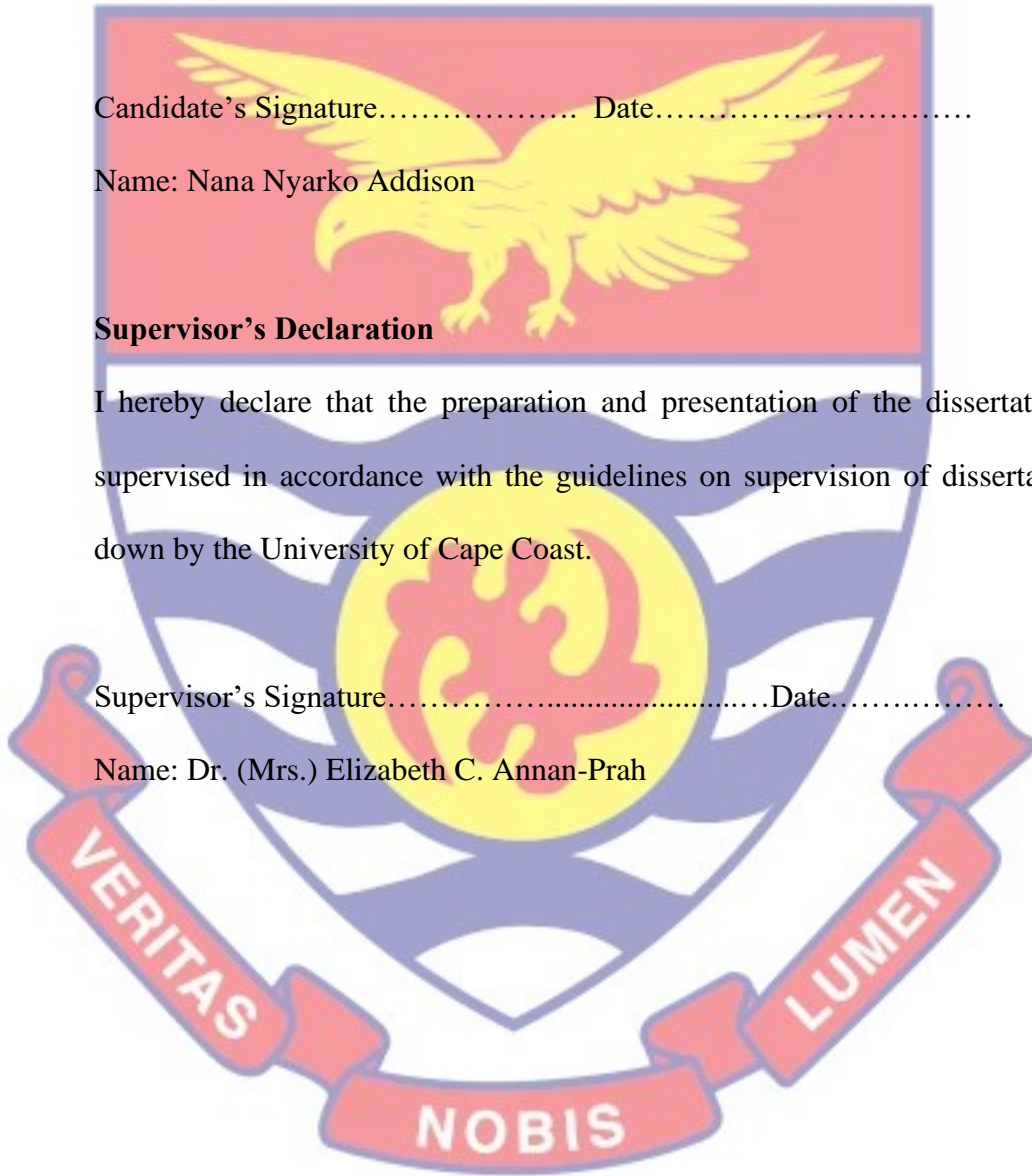 Candidate’s Signature………………. Date…………………………
Name: Nana Nyarko Addison
Supervisor’s Declaration
I hereby declare that the preparation and presentation of the dissertat
supervised in accordance with the guidelines on supervision of disserta
down by the University of Cape Coast.
Supervisor’s Signature……………........................…Date..…….………
Name: Dr. (Mrs.) Elizabeth C. Annan-Prah
VERITAS
NOBIS
LUMEN